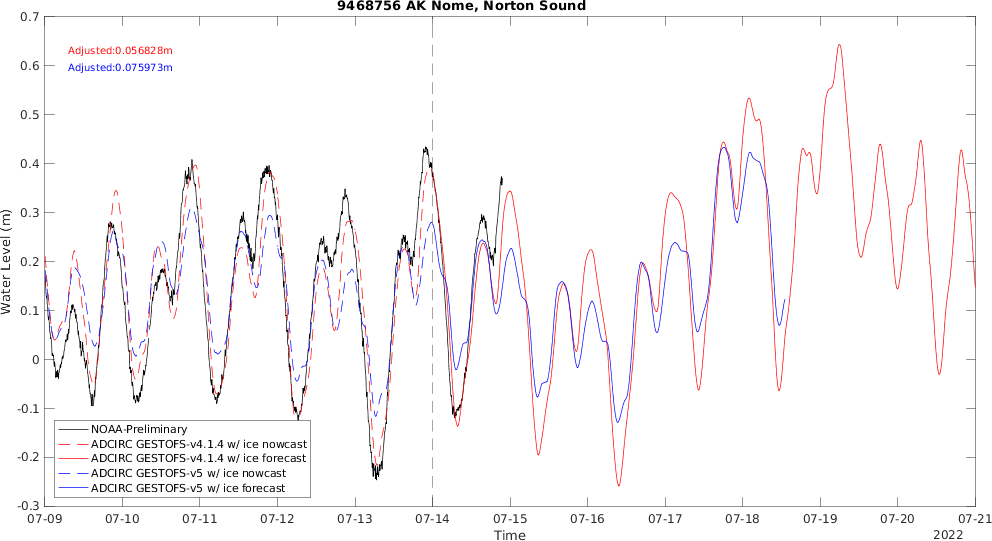 9468756 AK Nome, Norton Sound
0.7
0.6
0.5
0.4
0.3
0.2
0.1
0
-0.1
-0.2
-0.3
Water Level (m)
Adjusted:0.056828m
Adjusted:0.075973m
NOAA-Preliminary
ADCIRC GESTOFS-v4.1.4 w/ ice nowcast
ADCIRC GESTOFS-v4.1.4 w/ ice forecast
ADCIRC GESTOFS-v5 w/ ice nowcast
ADCIRC GESTOFS-v5 w/ ice forecast
07-09 07-10 07-11 07-12 07-13 07-14 07-15 07-16 07-17 07-18 07-19 07-20 07-21
Time
2022